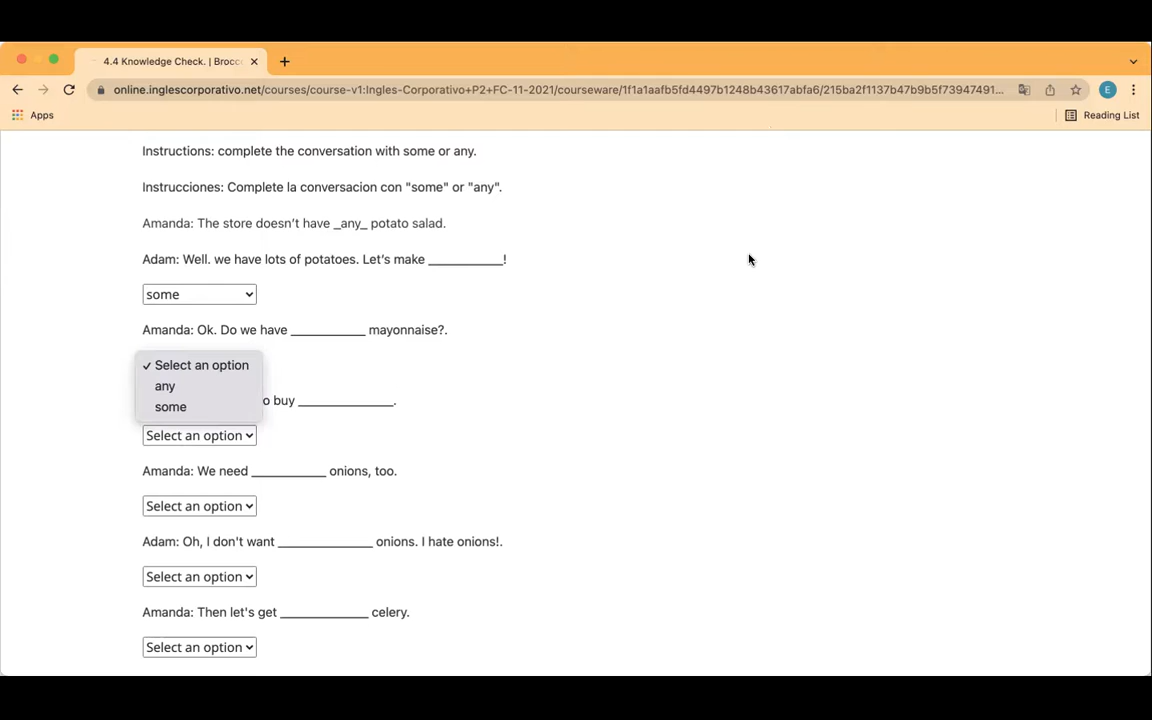 4.4 Knowledge Check. | Brocc
online.inglescorporativo.net/courses/course-v1:Ingles-Corporativo+P2+FC-11-2021/courseware/1f1a1aafb5fd4497b1248b43617abfa6/215ba2f1137b47b9b5f73947491...
E
Apps
Reading List
Instructions: complete the conversation with some or any.
Instrucciones: Complete la conversacion con "some" or "any".
Amanda: The store doesn't have _any_ potato salad.
Adam: Well. we have lots of potatoes. Let's make ___________!
some
Amanda: Ok. Do we have ___________ mayonnaise?.
✓ Select an option
any
some
o buy ______________.
Select an option
Amanda: We need ___________ onions, too.
Select an option
Adam: Oh, I don't want ______________ onions. I hate onions!.
Select an option
Amanda: Then let's get _____________ celery.
Select an option